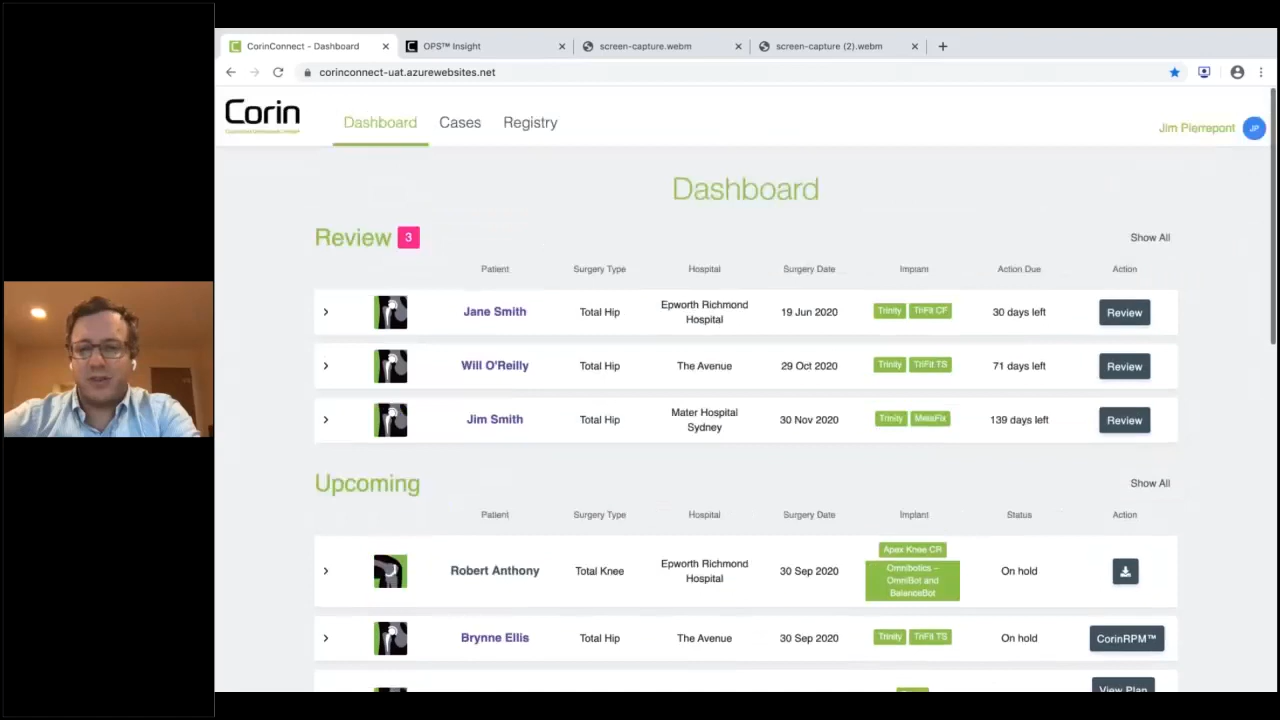 CorinConnect - Dashboard
OPS™ Insight
screen-capture.webm
screen-capture (2).webm
corinconnect-uat.azurewebsites.net
Corin
Dashboard Cases Registry
Jim Pierrepont JP
Dashboard
Review 3
Show All
Patient Surgery Type Hospital Surgery Date Implant Action Due Action
Jane Smith Total Hip Epworth Richmond Hospital 19 Jun 2020 Trinity TriFit CF 30 days left Review
Will O'Reilly Total Hip The Avenue 29 Oct 2020 Trinity TriFit TS 71 days left Review
Jim Smith Total Hip Mater Hospital Sydney 30 Nov 2020 Trinity MetaFix 139 days left Review
Upcoming
Show All
Patient Surgery Type Hospital Surgery Date Implant Status Action
Robert Anthony Total Knee Epworth Richmond Hospital 30 Sep 2020 Apex Knee CR Omnibotics – OmniBot and BalanceBot On hold
Brynne Ellis Total Hip The Avenue 30 Sep 2020 Trinity TriFit TS On hold CorinRPM™
View Plan